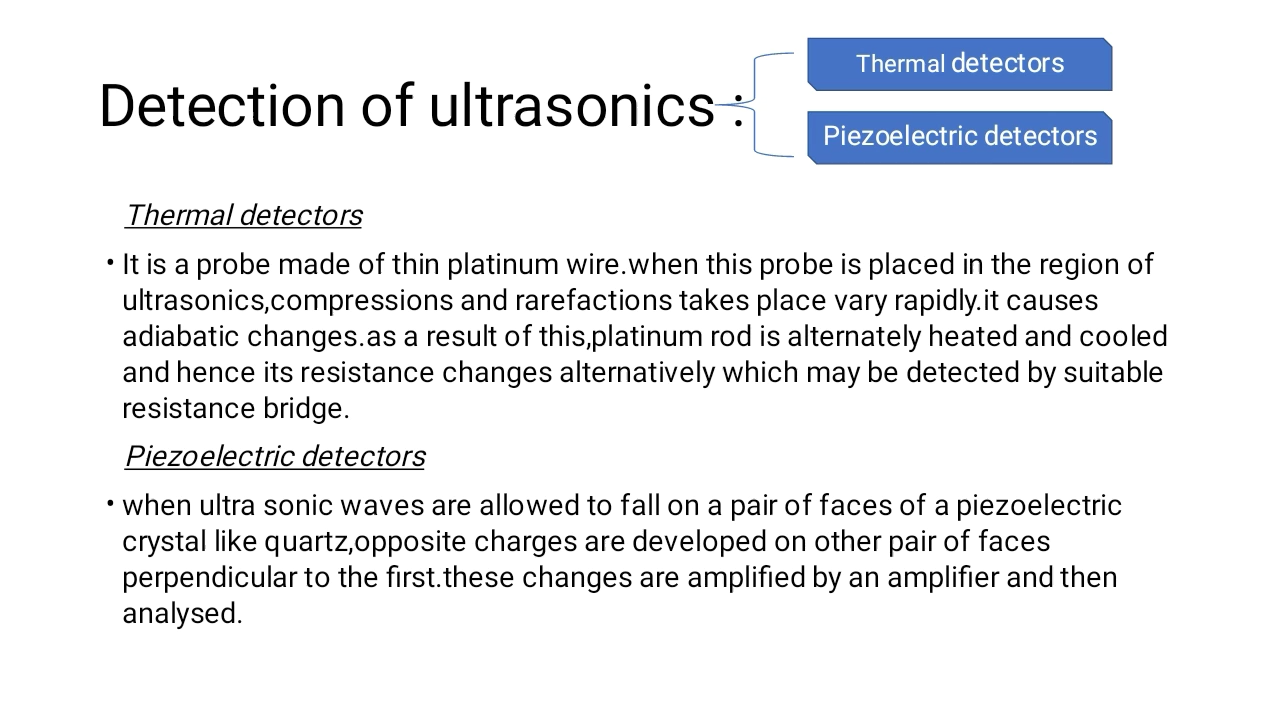 Detection of ultrasonics :
Thermal detectors
Piezoelectric detectors
Thermal detectors
• It is a probe made of thin platinum wire.when this probe is placed in the region of
ultrasonics,compressions and rarefactions takes place vary rapidly.it causes
adiabatic changes.as a result of this,platinum rod is alternately heated and cooled
and hence its resistance changes alternatively which may be detected by suitable
resistance bridge.
Piezoelectric detectors
• when ultra sonic waves are allowed to fall on a pair of faces of a piezoelectric
crystal like quartz,opposite charges are developed on other pair of faces
perpendicular to the first.these changes are amplified by an amplifier and then
analysed.